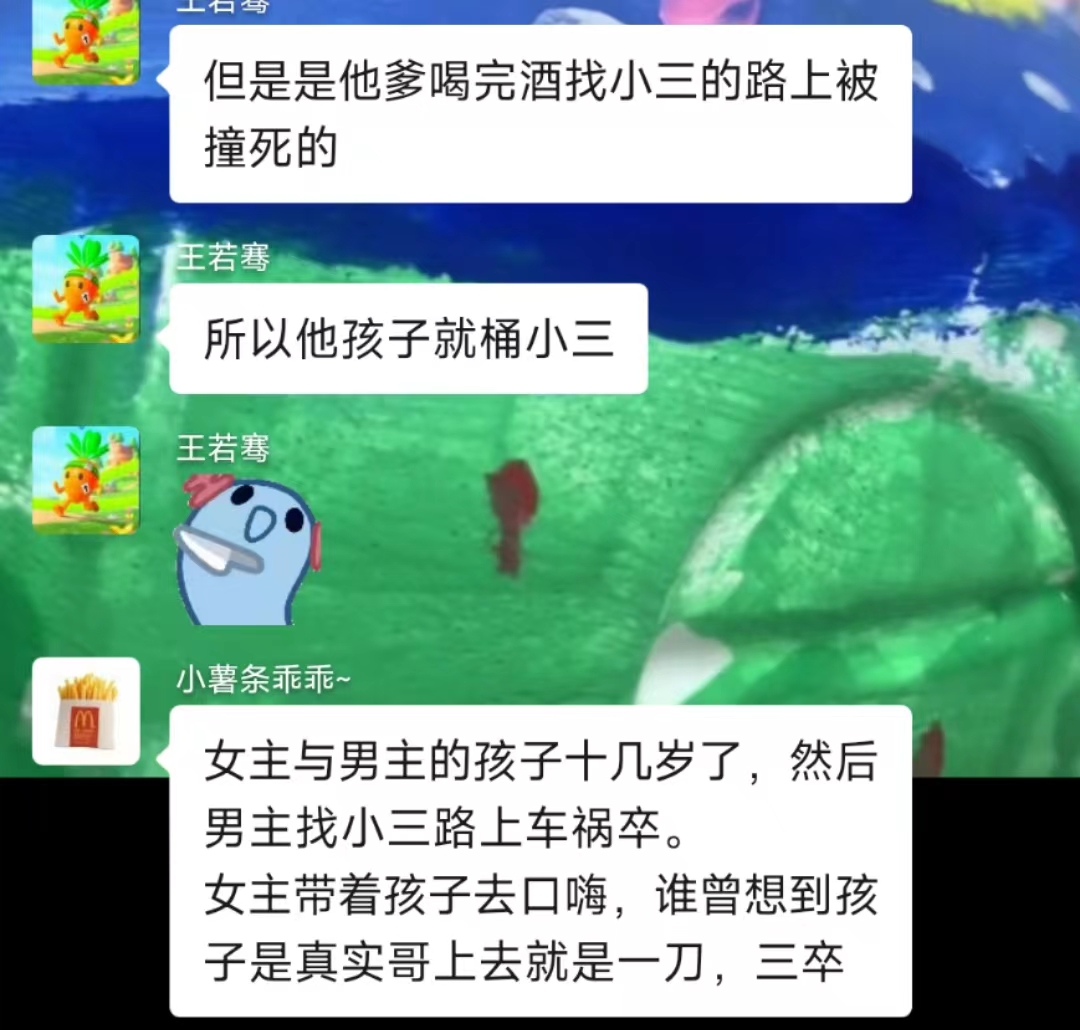 王若骞
但是是他爹喝完酒找小三的路上被
撞死的
王若骞
所以他孩子就桶小三
王若骞
小薯条乖乖~
女主与男主的孩子十几岁了，然后
男主找小三路上车祸卒。
女主带着孩子去口嗨，谁曾想到孩
子是真实哥上去就是一刀，三卒